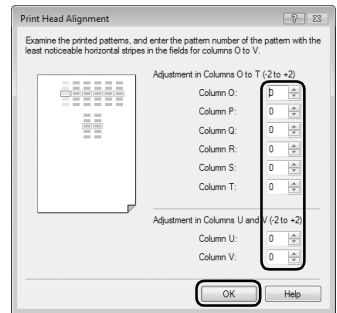 Print Head Alignment
Examine the printed patterns, and enter the pattern number of the pattern with the
least noticeable horizontal stripes in the fields for columns O to V.
Adjustment in Columns O to T (-2 to +2)
Column O: 0
Column P: 0
Column Q: 0
Column R: 0
Column S: 0
Column T: 0
Adjustment in Columns U and V (-2 to +2)
Column U: 0
Column V: 0
OK Help